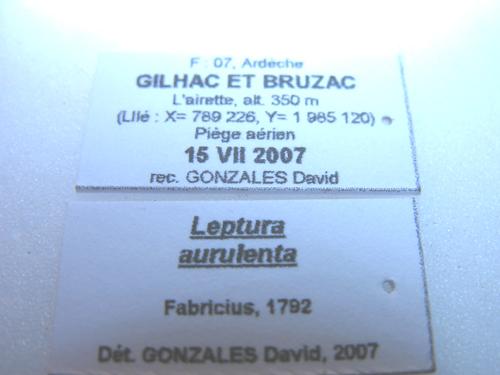 F : 07, Ardèche
GILHAC ET BRUZAC
L'airette, alt. 350 m
(LIIé : X= 789 226, Y= 1 985 120)
Piège aérien
15 VII 2007
rec. GONZALES David
Leptura
aurulenta
Fabricius, 1792
Dét. GONZALES David, 2007